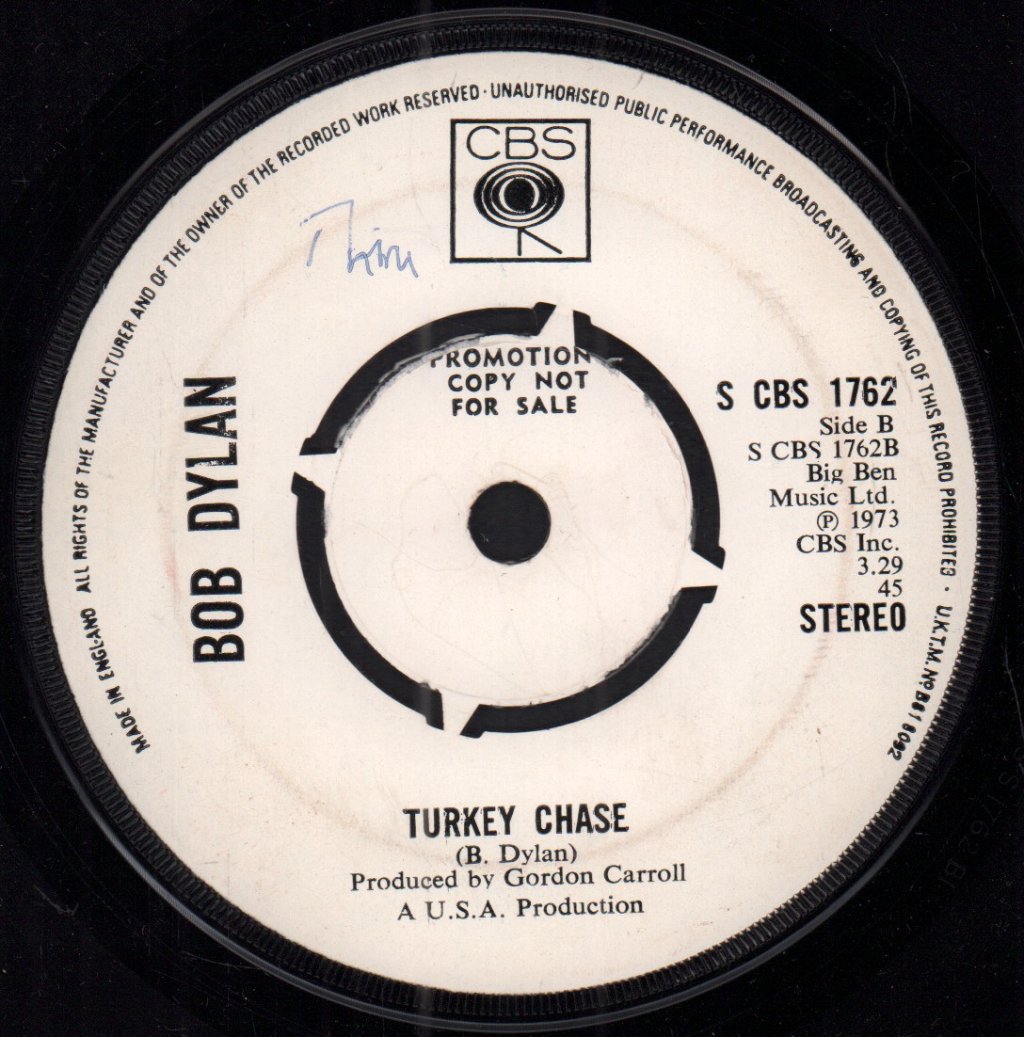 ALL RIGHTS OF THE MANUFACTURER AND OF THE OWNER OF THE RECORDED WORK RESERVED · UNAUTHORISED PUBLIC PERFORMANCE BROADCASTING AND COPYING OF THIS RECORD PROHIBITED · U.K.T.M. Nº 861 8092
CBS
PROMOTION
COPY NOT
FOR SALE
BOB DYLAN
S CBS 1762
Side B
S CBS 1762B
Big Ben
Music Ltd.
℗ 1973
CBS Inc.
3.29
45
STEREO
TURKEY CHASE
(B. Dylan)
Produced by Gordon Carroll
A U.S.A. Production
MADE IN ENGLAND